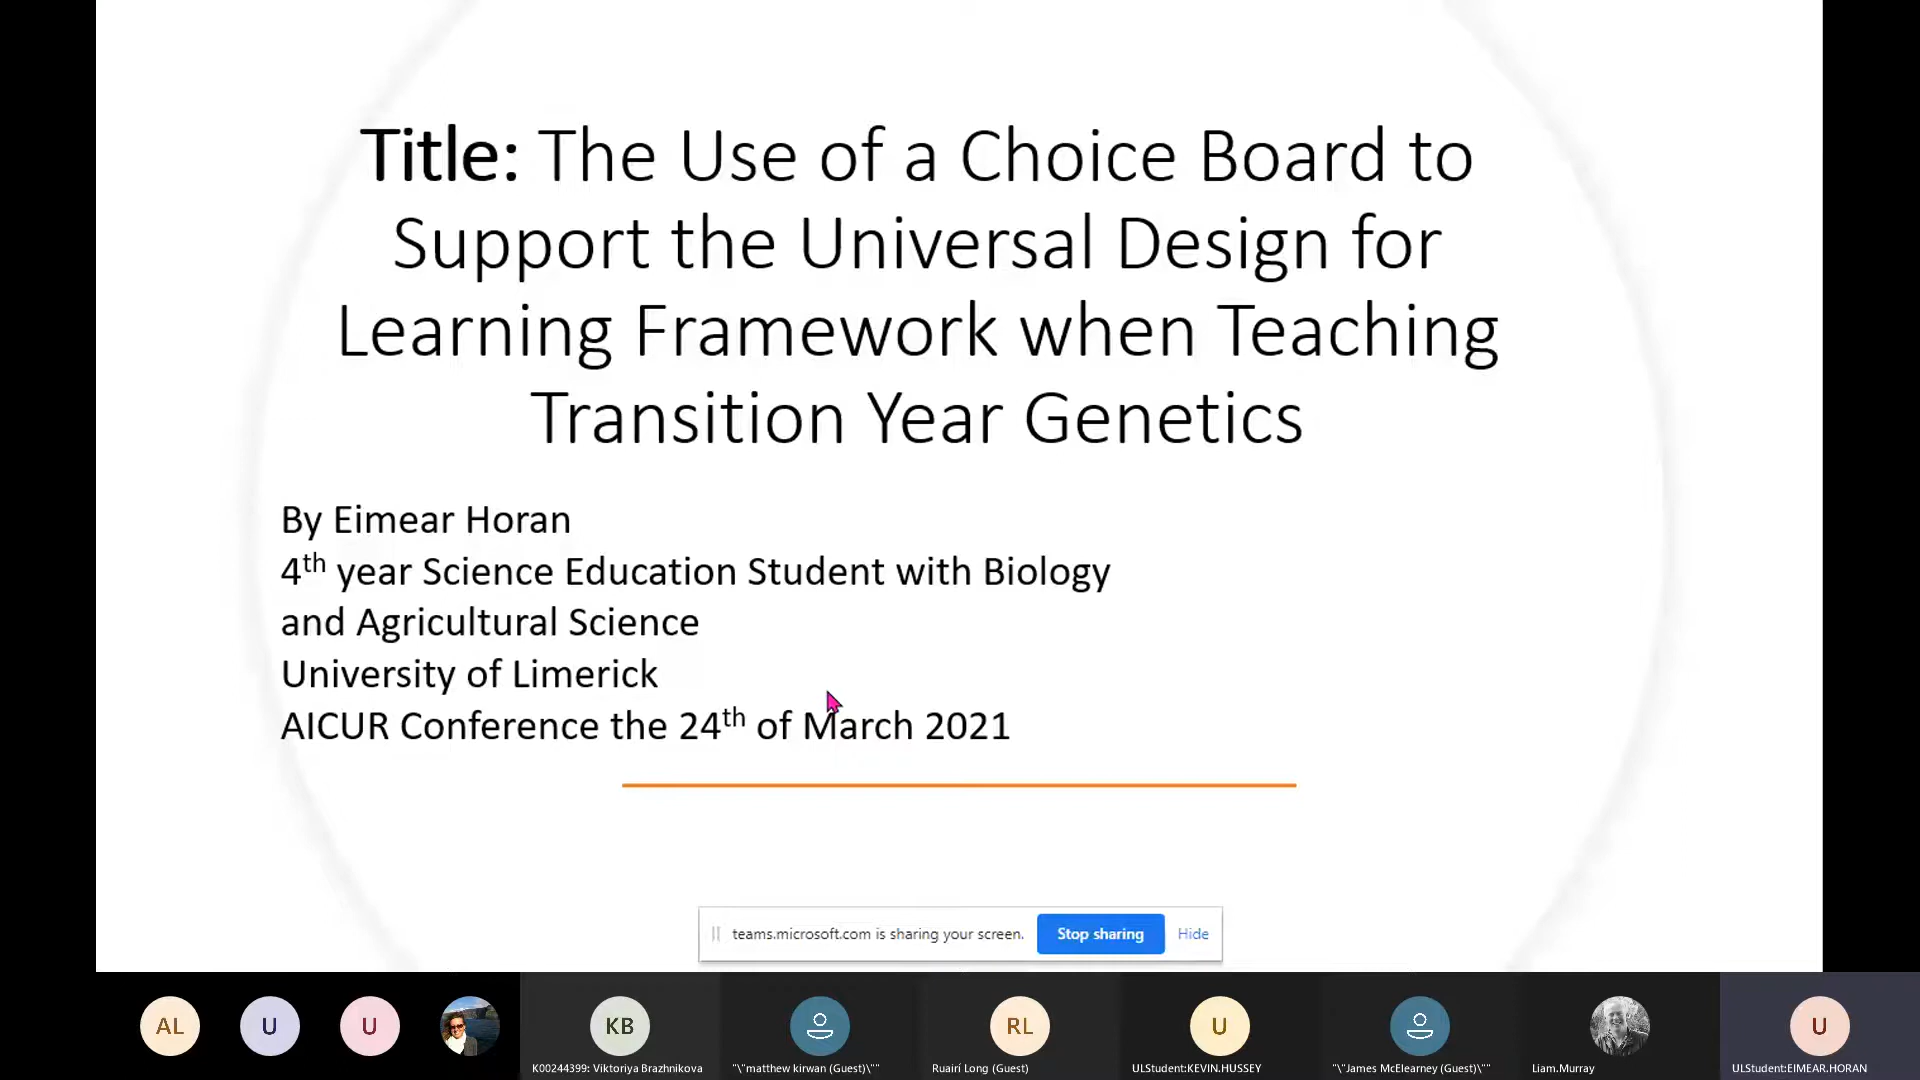 Title: The Use of a Choice Board to
Support the Universal Design for
Learning Framework when Teaching
Transition Year Genetics
By Eimear Horan
4th year Science Education Student with Biology
and Agricultural Science
University of Limerick
AICUR Conference the 24th of March 2021
teams.microsoft.com is sharing your screen. Stop sharing Hide
AL U U KB RL U U
K00244399: Viktoriya Brazhnikova "\"matthew kirwan (Guest)\"" Ruairí Long (Guest) ULStudent:KEVIN.HUSSEY "\"James McElearney (Guest)\"" Liam.Murray ULStudent:EIMEAR.HORAN